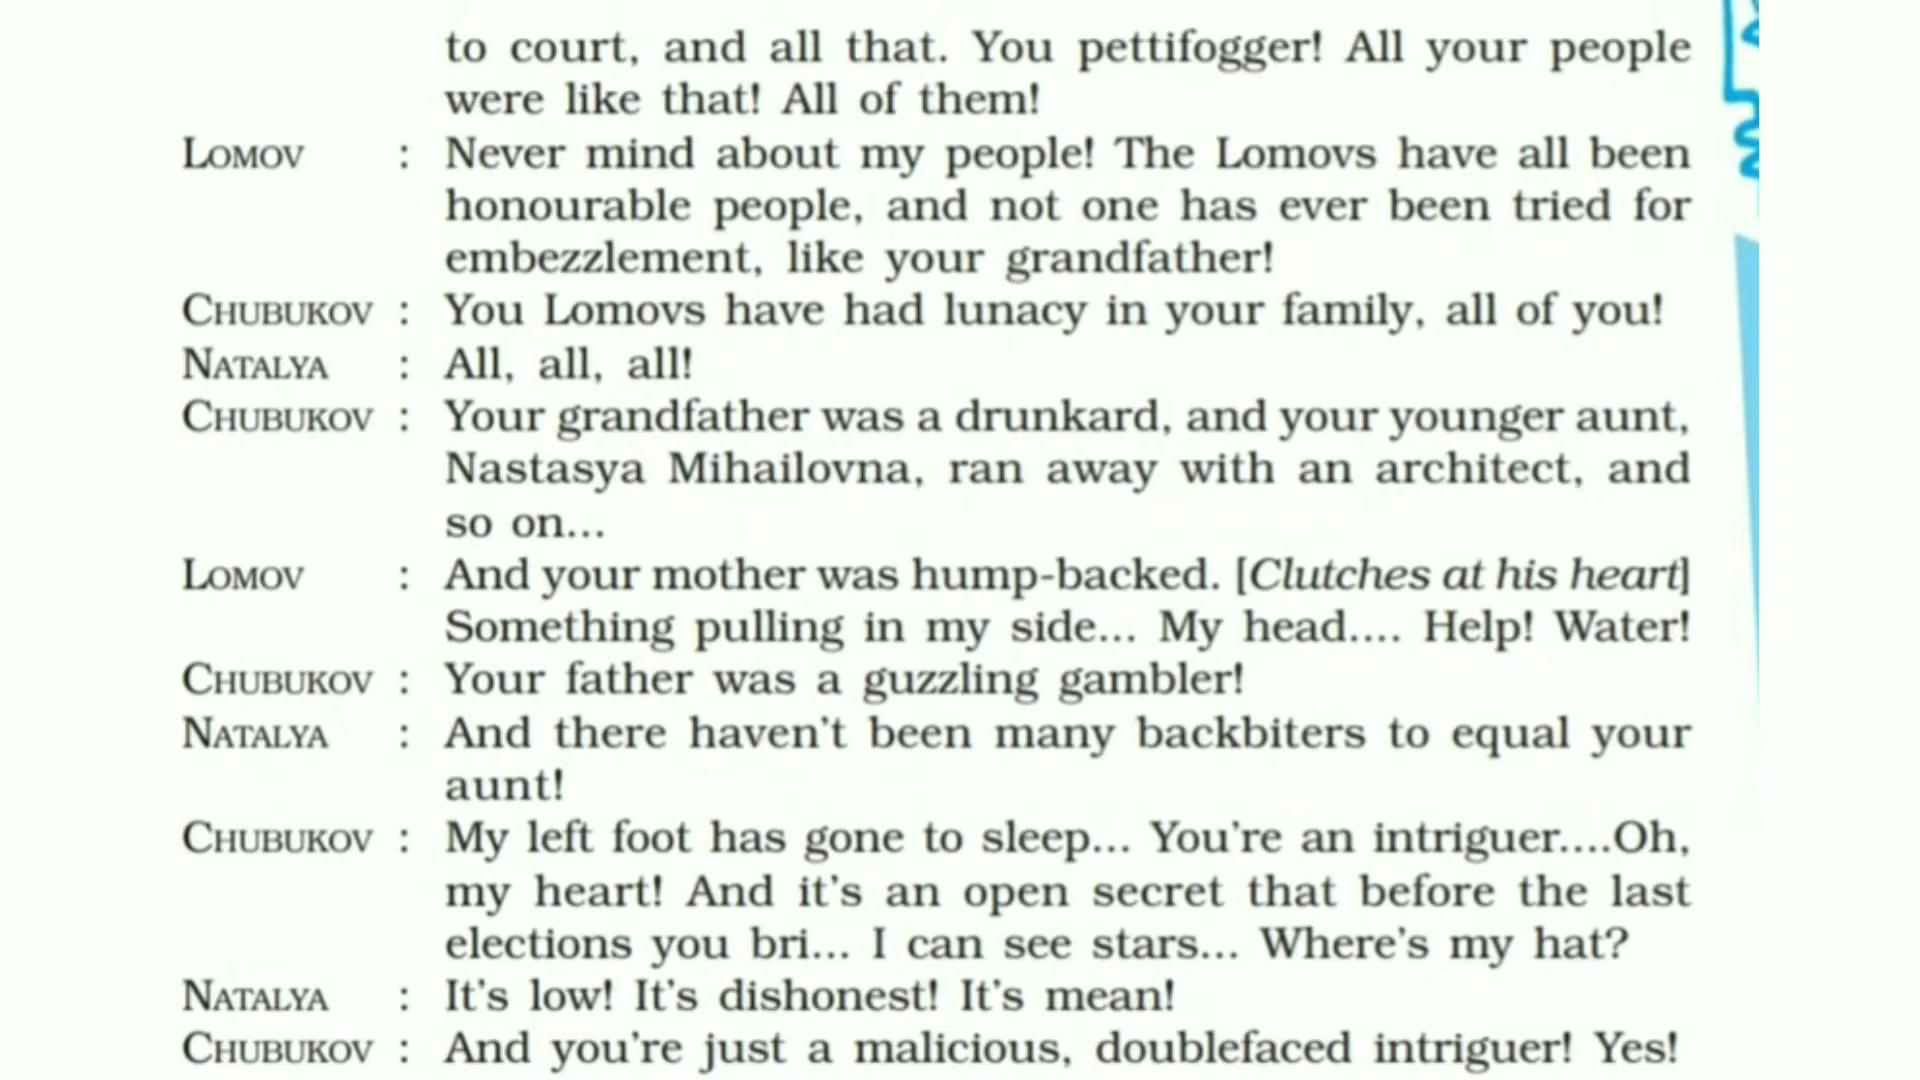 to court, and all that. You pettifogger! All your people
were like that! All of them!
LOMOV : Never mind about my people! The Lomovs have all been
honourable people, and not one has ever been tried for
embezzlement, like your grandfather!
CHUBUKOV : You Lomovs have had lunacy in your family, all of you!
NATALYA : All, all, all!
CHUBUKOV : Your grandfather was a drunkard, and your younger aunt,
Nastasya Mihailovna, ran away with an architect, and
so on...
LOMOV : And your mother was hump-backed. [Clutches at his heart]
Something pulling in my side... My head.... Help! Water!
CHUBUKOV : Your father was a guzzling gambler!
NATALYA : And there haven't been many backbiters to equal your
aunt!
CHUBUKOV : My left foot has gone to sleep... You're an intriguer....Oh,
my heart! And it's an open secret that before the last
elections you bri... I can see stars... Where's my hat?
NATALYA : It's low! It's dishonest! It's mean!
CHUBUKOV : And you're just a malicious, doublefaced intriguer! Yes!